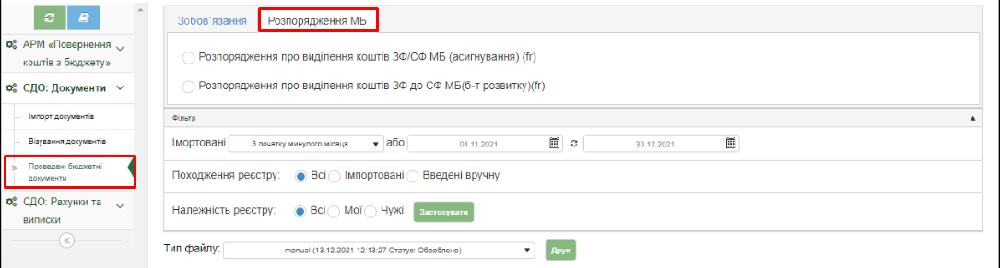 АРМ «Повернення
коштів з бюджету»
СДО: Документи
Імпорт документів
Візування документів
Проведені бюджетні
документи
СДО: Рахунки та
виписки
Зобов`язання
Розпорядження МБ
Розпорядження про виділення коштів ЗФ/СФ МБ (асигнування) (fr)
Розпорядження про виділення коштів ЗФ до СФ МБ(б-т розвитку)(fr)
Фільтр
Імортовані З початку минулого місяця або 01.11.2021 30.12.2021
Походження реєстру: Всі Імпортовані Введені вручну
Належність реєстру: Всі Мої Чужі Застосувати
Тип файлу: manual (13.12.2021 12:13:27 Статус: Оброблено) Друк